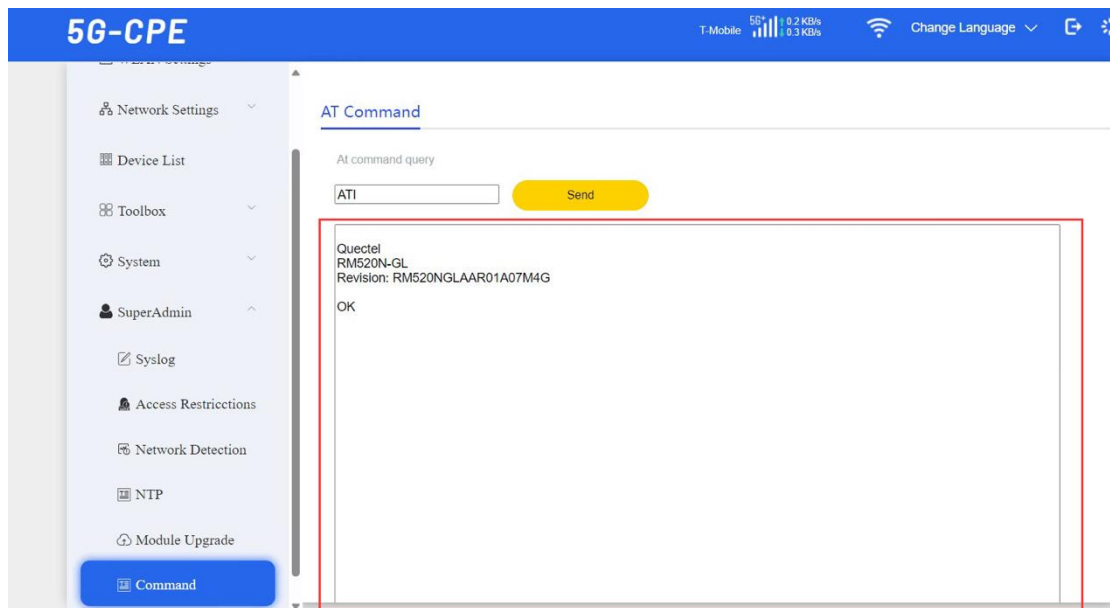 5G-CPE
T-Mobile 5G+ 0.2 KB/s
0.3 KB/s
Change Language
WLAN Settings
Network Settings
Device List
Toolbox
System
SuperAdmin
Syslog
Access Restricctions
Network Detection
NTP
Module Upgrade
Command
AT Command
At command query
ATI
Send
Quectel
RM520N-GL
Revision: RM520NGLAAR01A07M4G
OK